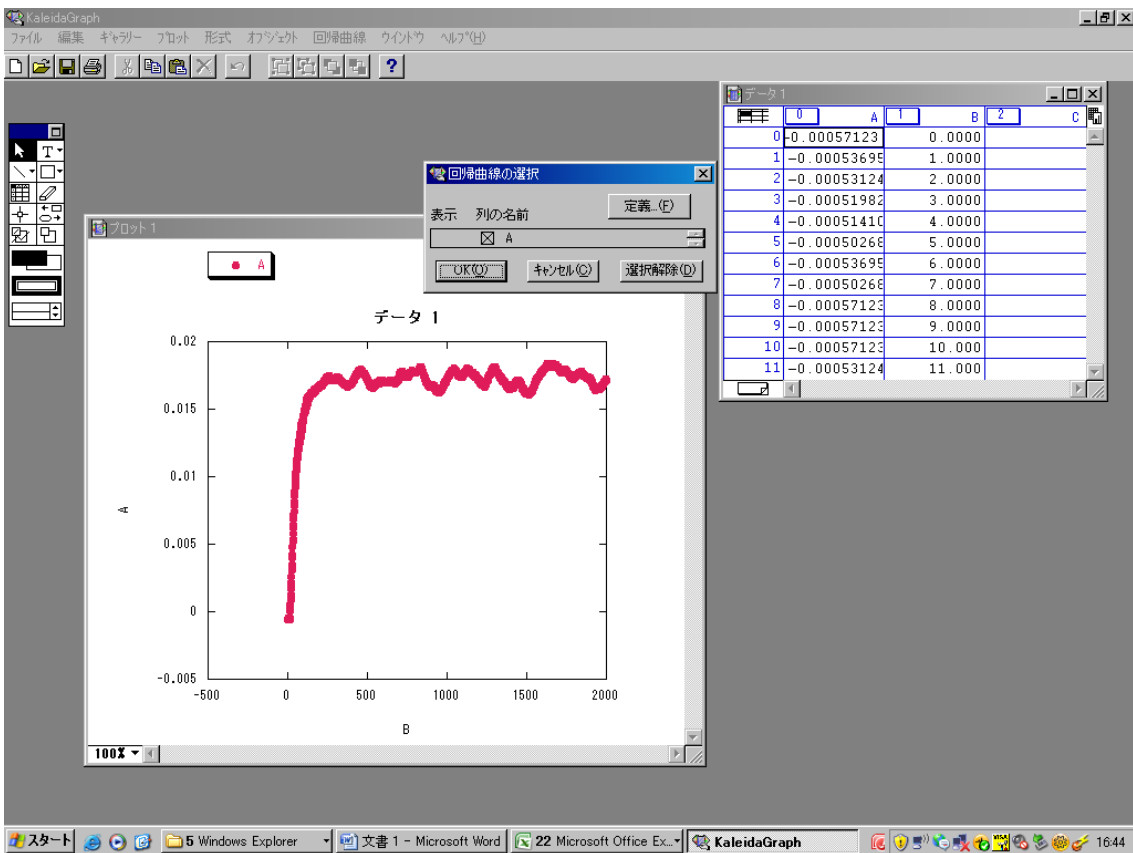 KaleidaGraph
ファイル 編集 ギャラリー プロット 形式 オブジェクト 回帰曲線 ウインドウ ヘルプ(H)
データ 1
0 A 1 B 2 C
0 -0.00057123 0.0000
1 -0.00053695 1.0000
2 -0.00053124 2.0000
3 -0.00051982 3.0000
4 -0.00051410 4.0000
5 -0.00050268 5.0000
6 -0.00053695 6.0000
7 -0.00050268 7.0000
8 -0.00057123 8.0000
9 -0.00057123 9.0000
10 -0.00057123 10.000
11 -0.00053124 11.000
T
回帰曲線の選択
定義...(F)
表示 列の名前
A
OK(O) キャンセル(C) 選択解除(D)
プロット 1
A
データ 1
0.02
0.015
0.01
0.005
0
-0.005
A
-500 0 500 1000 1500 2000
B
100%
スタート 5 Windows Explorer 文書 1 - Microsoft Word 22 Microsoft Office Ex... KaleidaGraph 16:44